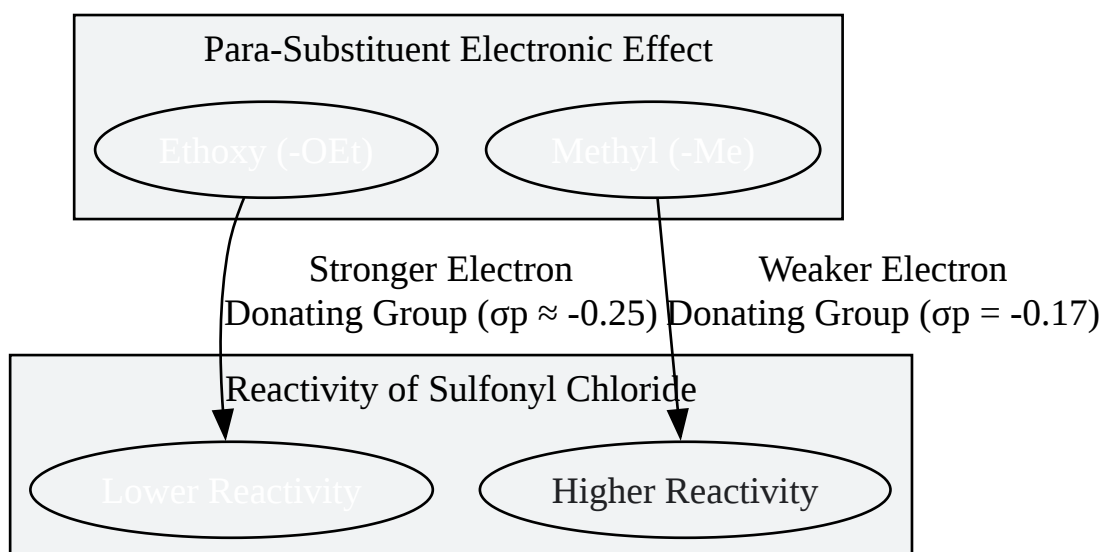 Para-Substituent Electronic Effect
Ethoxy (-OEt)
Methyl (-Me)
Stronger Electron
Donating Group (σp ≈ -0.25)
Weaker Electron
Donating Group (σp = -0.17)
Reactivity of Sulfonyl Chloride
Lower Reactivity
Higher Reactivity